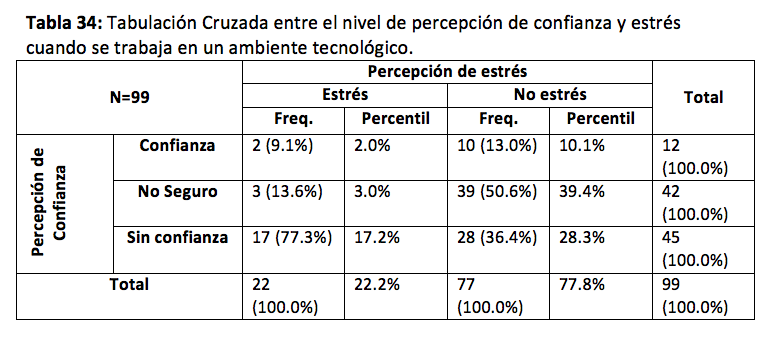 Tabla 34: Tabulación Cruzada entre el nivel de percepción de confianza y estrés
cuando se trabaja en un ambiente tecnológico.
N=99
Percepción de estrés
Total
Estrés
No estrés
Freq.
Percentil
Freq.
Percentil
Percepción de
Confianza
Confianza
2 (9.1%)
2.0%
10 (13.0%)
10.1%
12
(100.0%)
No Seguro
3 (13.6%)
3.0%
39 (50.6%)
39.4%
42
(100.0%)
Sin confianza
17 (77.3%)
17.2%
28 (36.4%)
28.3%
45
(100.0%)
Total
22
(100.0%)
22.2%
77
(100.0%)
77.8%
99
(100.0%)